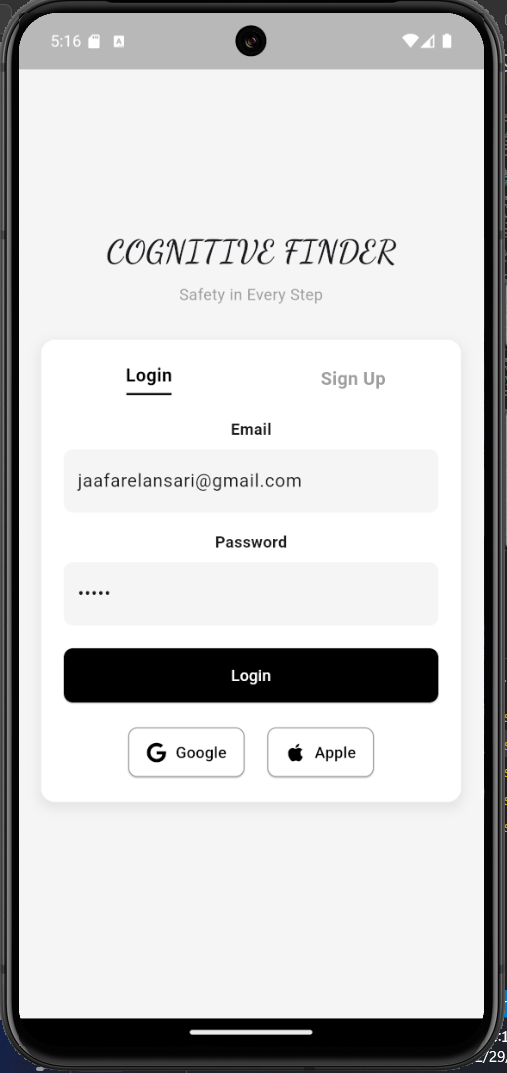 5:16
COGNITIVE FINDER
Safety in Every Step
Login Sign Up
Email
jaafarelansari@gmail.com
Password
•••••
Login
Google Apple